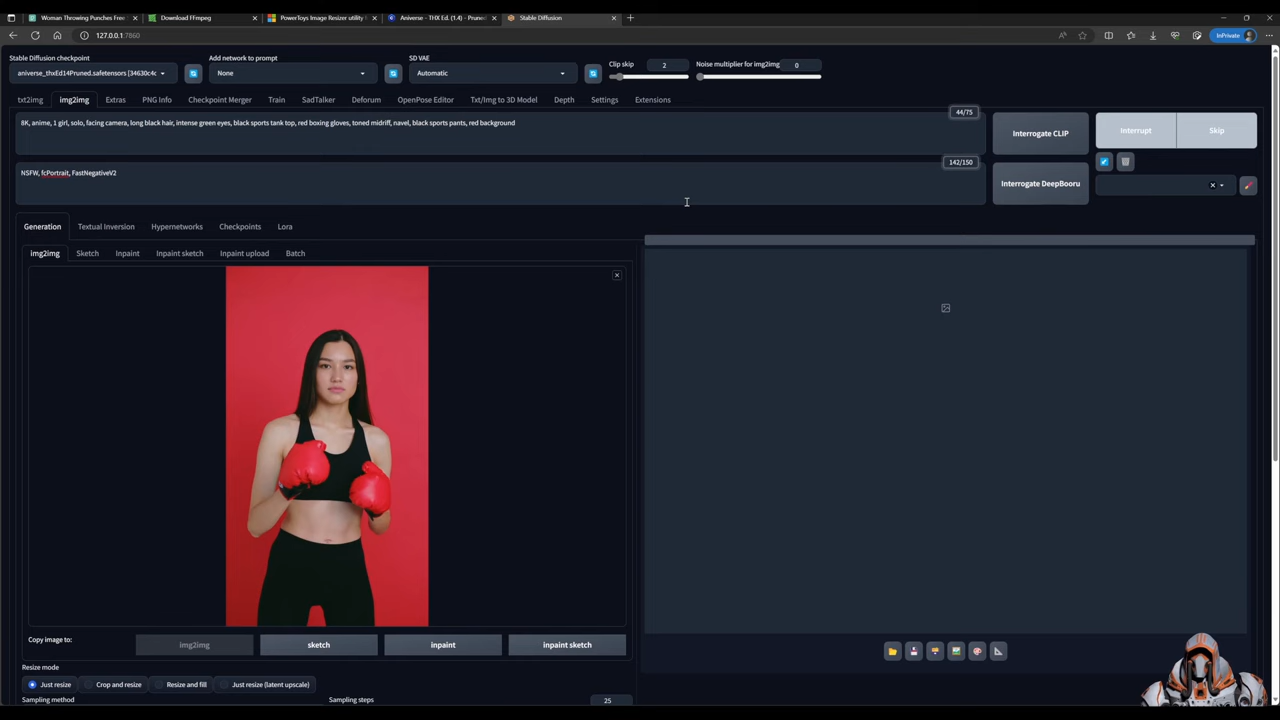 Woman Throwing Punches Free
Download FFmpeg
PowerToys Image Resizer utility
Aniverse - THX Ed. (1.4) - Prune
Stable Diffusion
127.0.0.1:7860
InPrivate
Stable Diffusion checkpoint
Add network to prompt
SD VAE
Clip skip
2
Noise multiplier for img2img
0
aniverse_thxEd14Pruned.safetensors [34630c4c
None
Automatic
txt2img
img2img
Extras
PNG Info
Checkpoint Merger
Train
SadTalker
Deforum
OpenPose Editor
Txt/Img to 3D Model
Depth
Settings
Extensions
44/75
8K, anime, 1 girl, solo, facing camera, long black hair, intense green eyes, black sports tank top, red boxing gloves, toned midriff, navel, black sports pants, red background
Interrogate CLIP
Interrupt
Skip
142/150
NSFW, fcPortrait, FastNegativeV2
Interrogate DeepBooru
Generation
Textual Inversion
Hypernetworks
Checkpoints
Lora
img2img
Sketch
Inpaint
Inpaint sketch
Inpaint upload
Batch
Copy image to:
img2img
sketch
inpaint
inpaint sketch
Resize mode
Just resize
Crop and resize
Resize and fill
Just resize (latent upscale)
Sampling method
Sampling steps
25